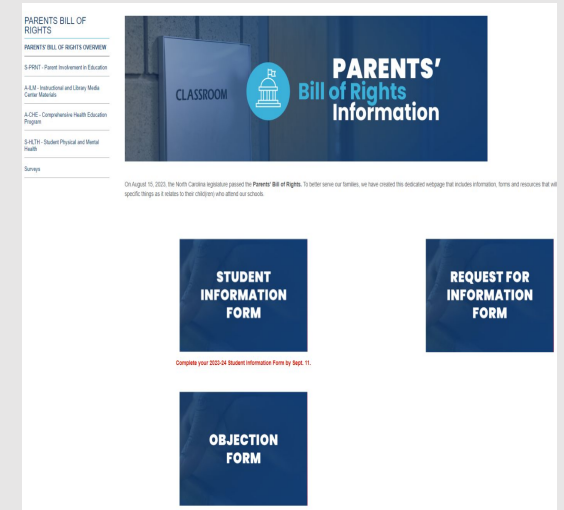 PARENTS BILL OF
RIGHTS
PARENTS' BILL OF RIGHTS OVERVIEW
S-PRNT - Parent Involvement in Education
A-ILM - Instructional and Library Media
Center Materials
A-CHE - Comprehensive Health Education
Program
S-HLTH - Student Physical and Mental
Health
Surveys
CLASSROOM
PARENTS'
Bill of Rights
Information
On August 15, 2023, the North Carolina legislature passed the Parents' Bill of Rights. To better serve our families, we have created this dedicated webpage that includes information, forms and resources that will
specific things as it relates to their child(ren) who attend our schools.
STUDENT
INFORMATION
FORM
Complete your 2023-24 Student Information Form by Sept. 11.
REQUEST FOR
INFORMATION
FORM
OBJECTION
FORM